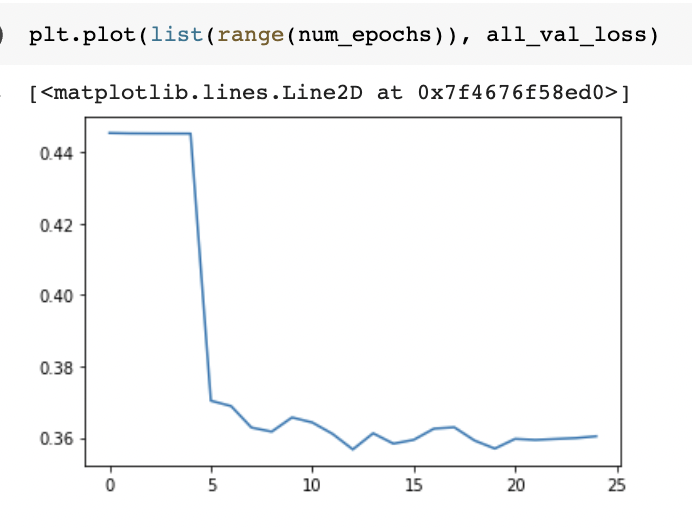 plt.plot(list(range(num_epochs)), all_val_loss)
[<matplotlib.lines.Line2D at 0x7f4676f58ed0>]
0.44
0.42
0.40
0.38
0.36
0 5 10 15 20 25